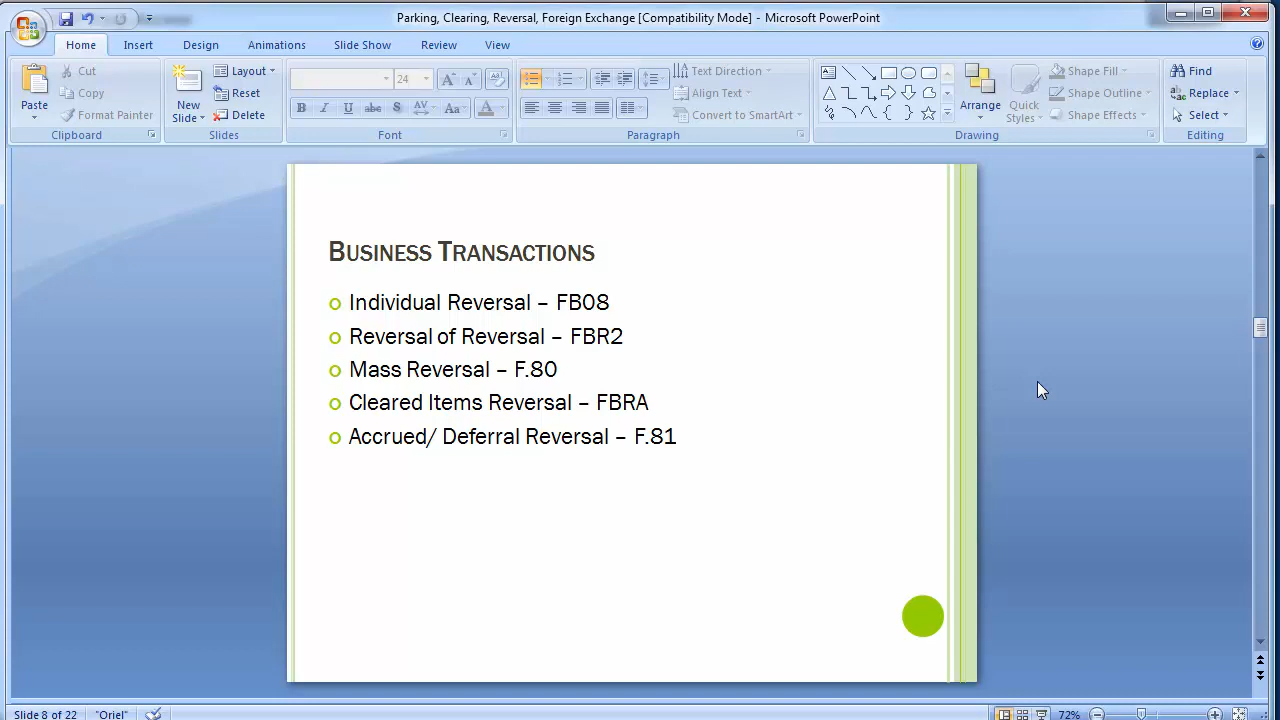 Parking, Clearing, Reversal, Foreign Exchange [Compatibility Mode] - Microsoft PowerPoint
Home Insert Design Animations Slide Show Review View
Paste
Cut
Copy
Format Painter
Clipboard
New Slide
Layout
Reset
Delete
Slides
24
B I U abc S AV Aa A
Font
Text Direction
Align Text
Convert to SmartArt
Paragraph
Arrange
Quick Styles
Shape Fill
Shape Outline
Shape Effects
Drawing
Find
Replace
Select
Editing
BUSINESS TRANSACTIONS
Individual Reversal – FB08
Reversal of Reversal – FBR2
Mass Reversal – F.80
Cleared Items Reversal – FBRA
Accrued/ Deferral Reversal – F.81
Slide 8 of 22 "Oriel" 72%